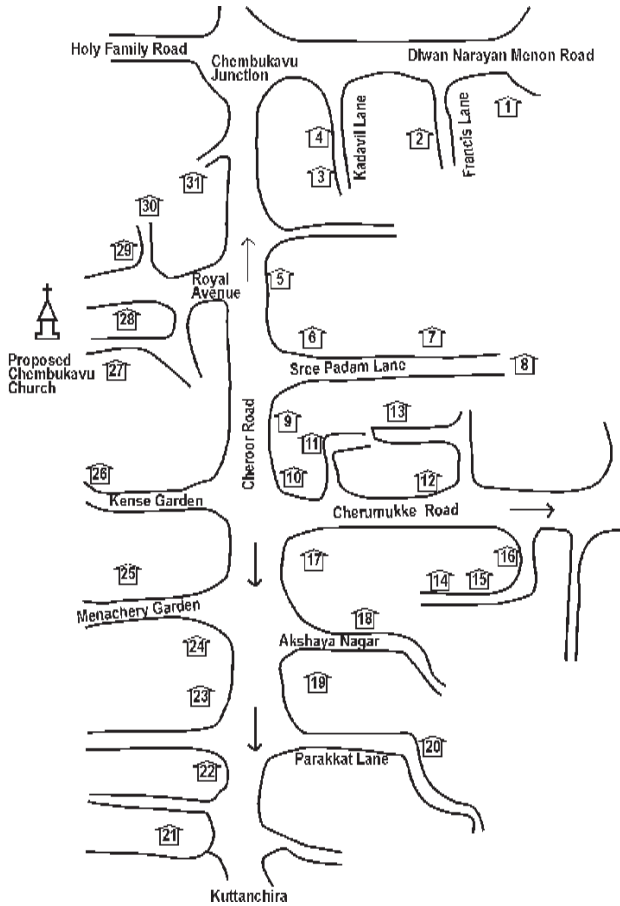 Holy Family Road
Chembukavu
Junction
Diwan Narayan Menon Road
1
4
Kadavil Lane
2
Francis Lane
3
31
30
29
Royal
Avenue
5
28
6
7
Proposed
Chembukavu
Church
27
Sree Padam Lane
8
Cheroor Road
9
13
11
26
10
12
Kense Garden
Cherumukke Road
25
17
16
14
15
Menachery Garden
18
24
Akshaya Nagar
23
19
20
Parakkat Lane
22
21
Kuttanchira